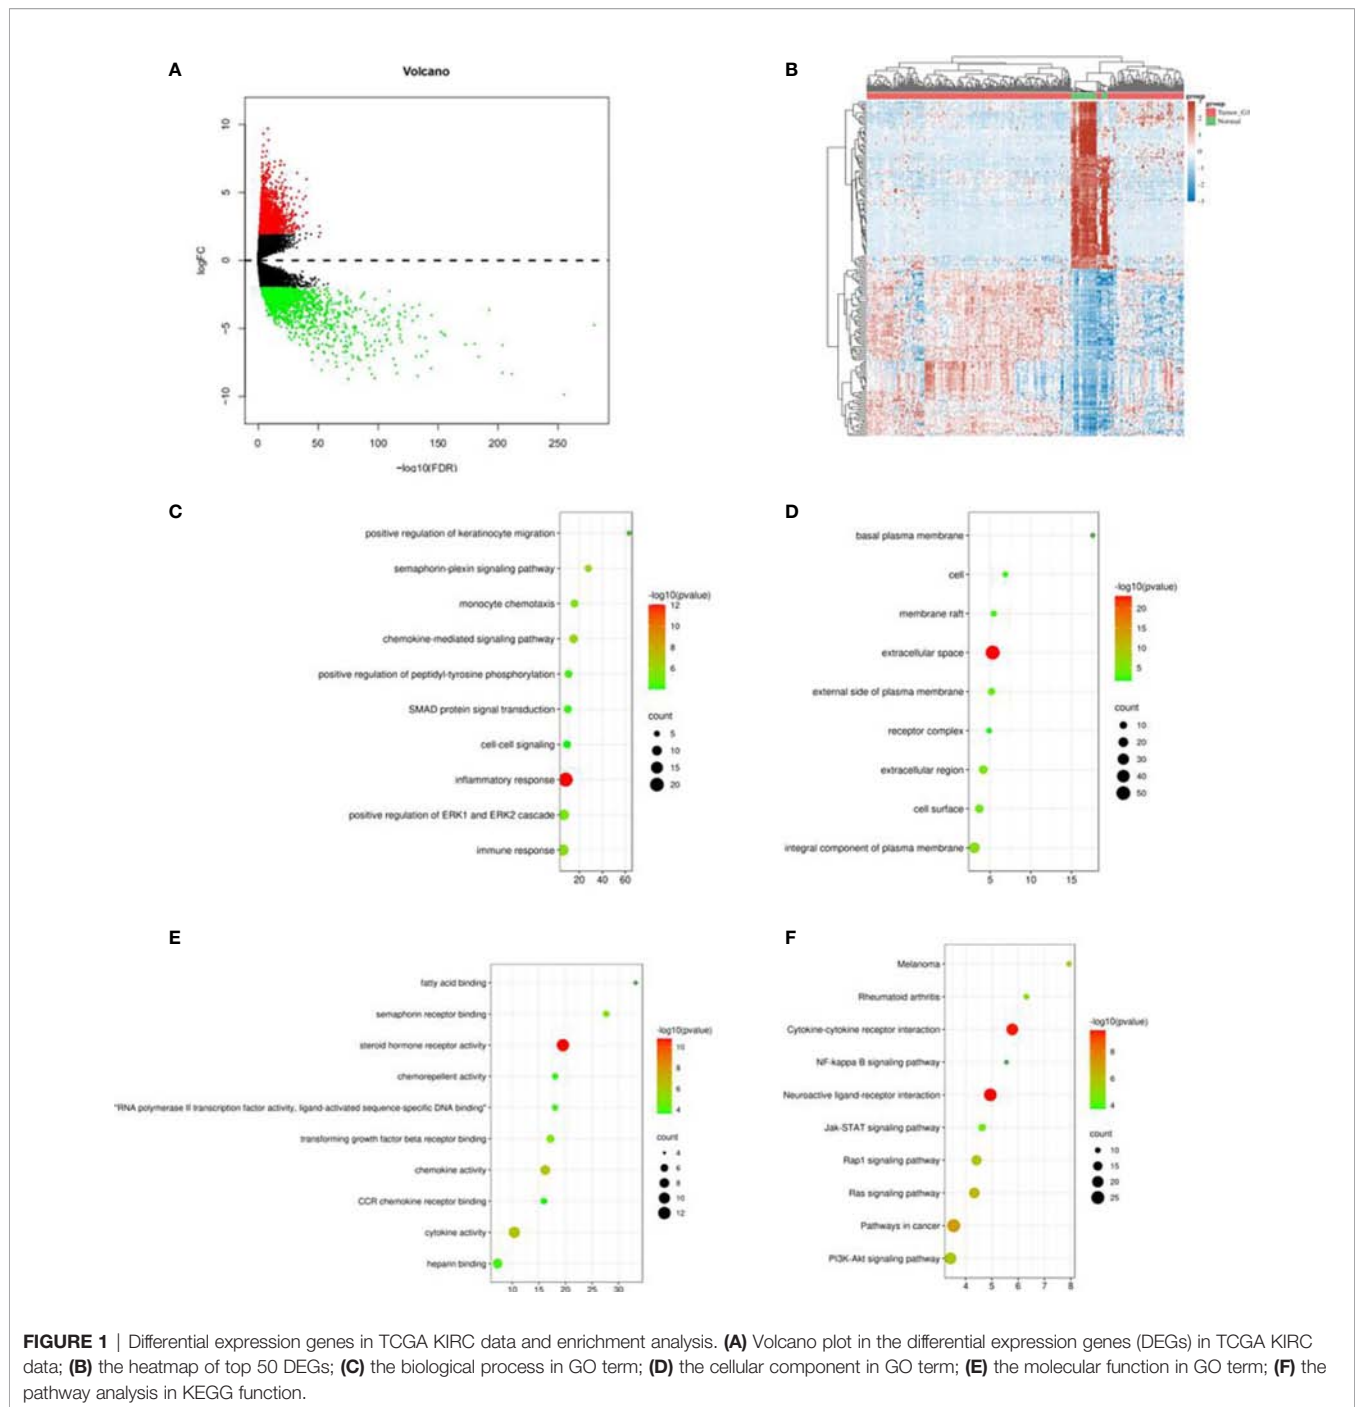 A
Volcano
10
5
0
−5
−10
logFC
0 50 100 150 200 250
−log10(FDR)
B
group
2
1
0
-1
-2
group
Normal
C
positive regulation of keratinocyte migration
semaphorin-plexin signaling pathway
monocyte chemotaxis
chemokine-mediated signaling pathway
positive regulation of peptidyl-tyrosine phosphorylation
SMAD protein signal transduction
cell-cell signaling
inflammatory response
positive regulation of ERK1 and ERK2 cascade
immune response
20 40 60
-log10(pvalue)
12
10
8
6
count
5
10
15
20
D
basal plasma membrane
cell
membrane raft
extracellular space
external side of plasma membrane
receptor complex
extracellular region
cell surface
integral component of plasma membrane
5 10 15
-log10(pvalue)
20
15
10
5
count
10
20
30
40
50
E
fatty acid binding
semaphorin receptor binding
steroid hormone receptor activity
chemorepellent activity
"RNA polymerase II transcription factor activity, ligand-activated sequence-specific DNA binding"
transforming growth factor beta receptor binding
chemokine activity
CCR chemokine receptor binding
cytokine activity
heparin binding
10 15 20 25 30
-log10(pvalue)
10
8
6
4
count
4
6
8
10
12
F
Melanoma
Rheumatoid arthritis
Cytokine-cytokine receptor interaction
NF-kappa B signaling pathway
Neuroactive ligand-receptor interaction
Jak-STAT signaling pathway
Rap1 signaling pathway
Ras signaling pathway
Pathways in cancer
PI3K-Akt signaling pathway
4 5 6 7 8
-log10(pvalue)
8
6
4
count
10
15
20
25
FIGURE 1 | Differential expression genes in TCGA KIRC data and enrichment analysis. (A) Volcano plot in the differential expression genes (DEGs) in TCGA KIRC
data; (B) the heatmap of top 50 DEGs; (C) the biological process in GO term; (D) the cellular component in GO term; (E) the molecular function in GO term; (F) the
pathway analysis in KEGG function.